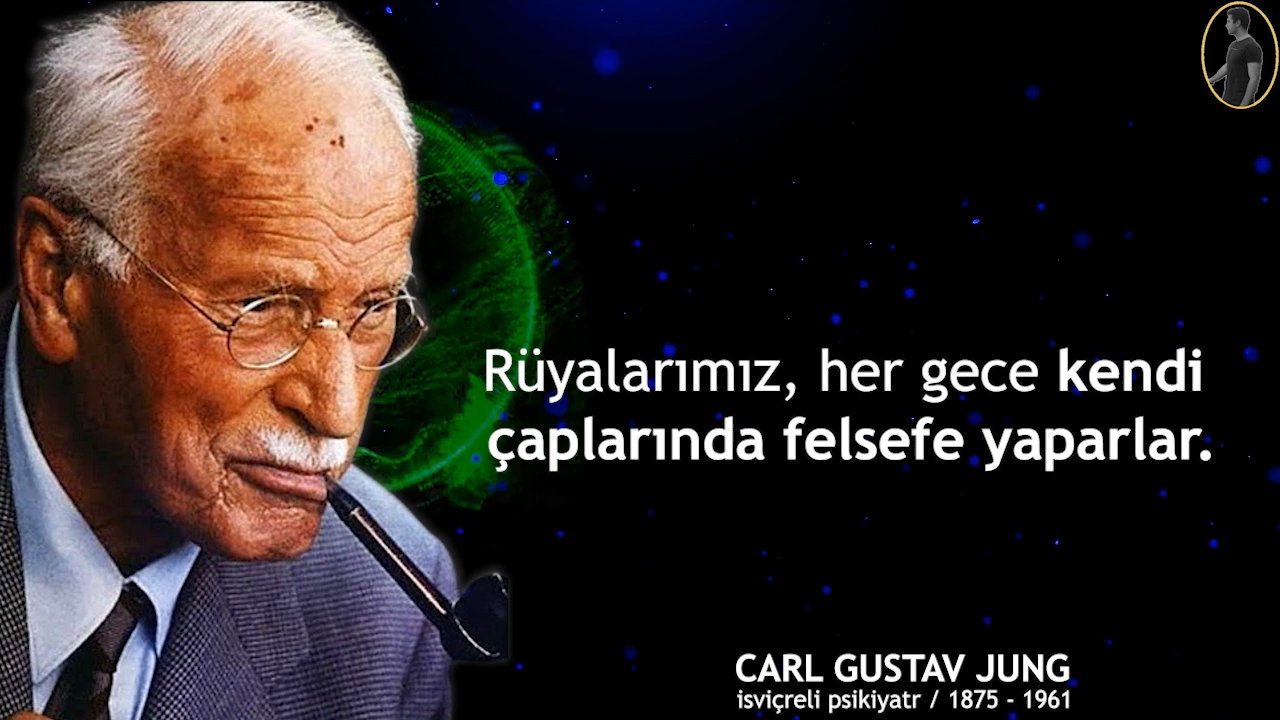 Rüyalarımız, her gece kendi
çaplarında felsefe yaparlar.
CARL GUSTAV JUNG
isviçreli psikiyatr / 1875 - 1961